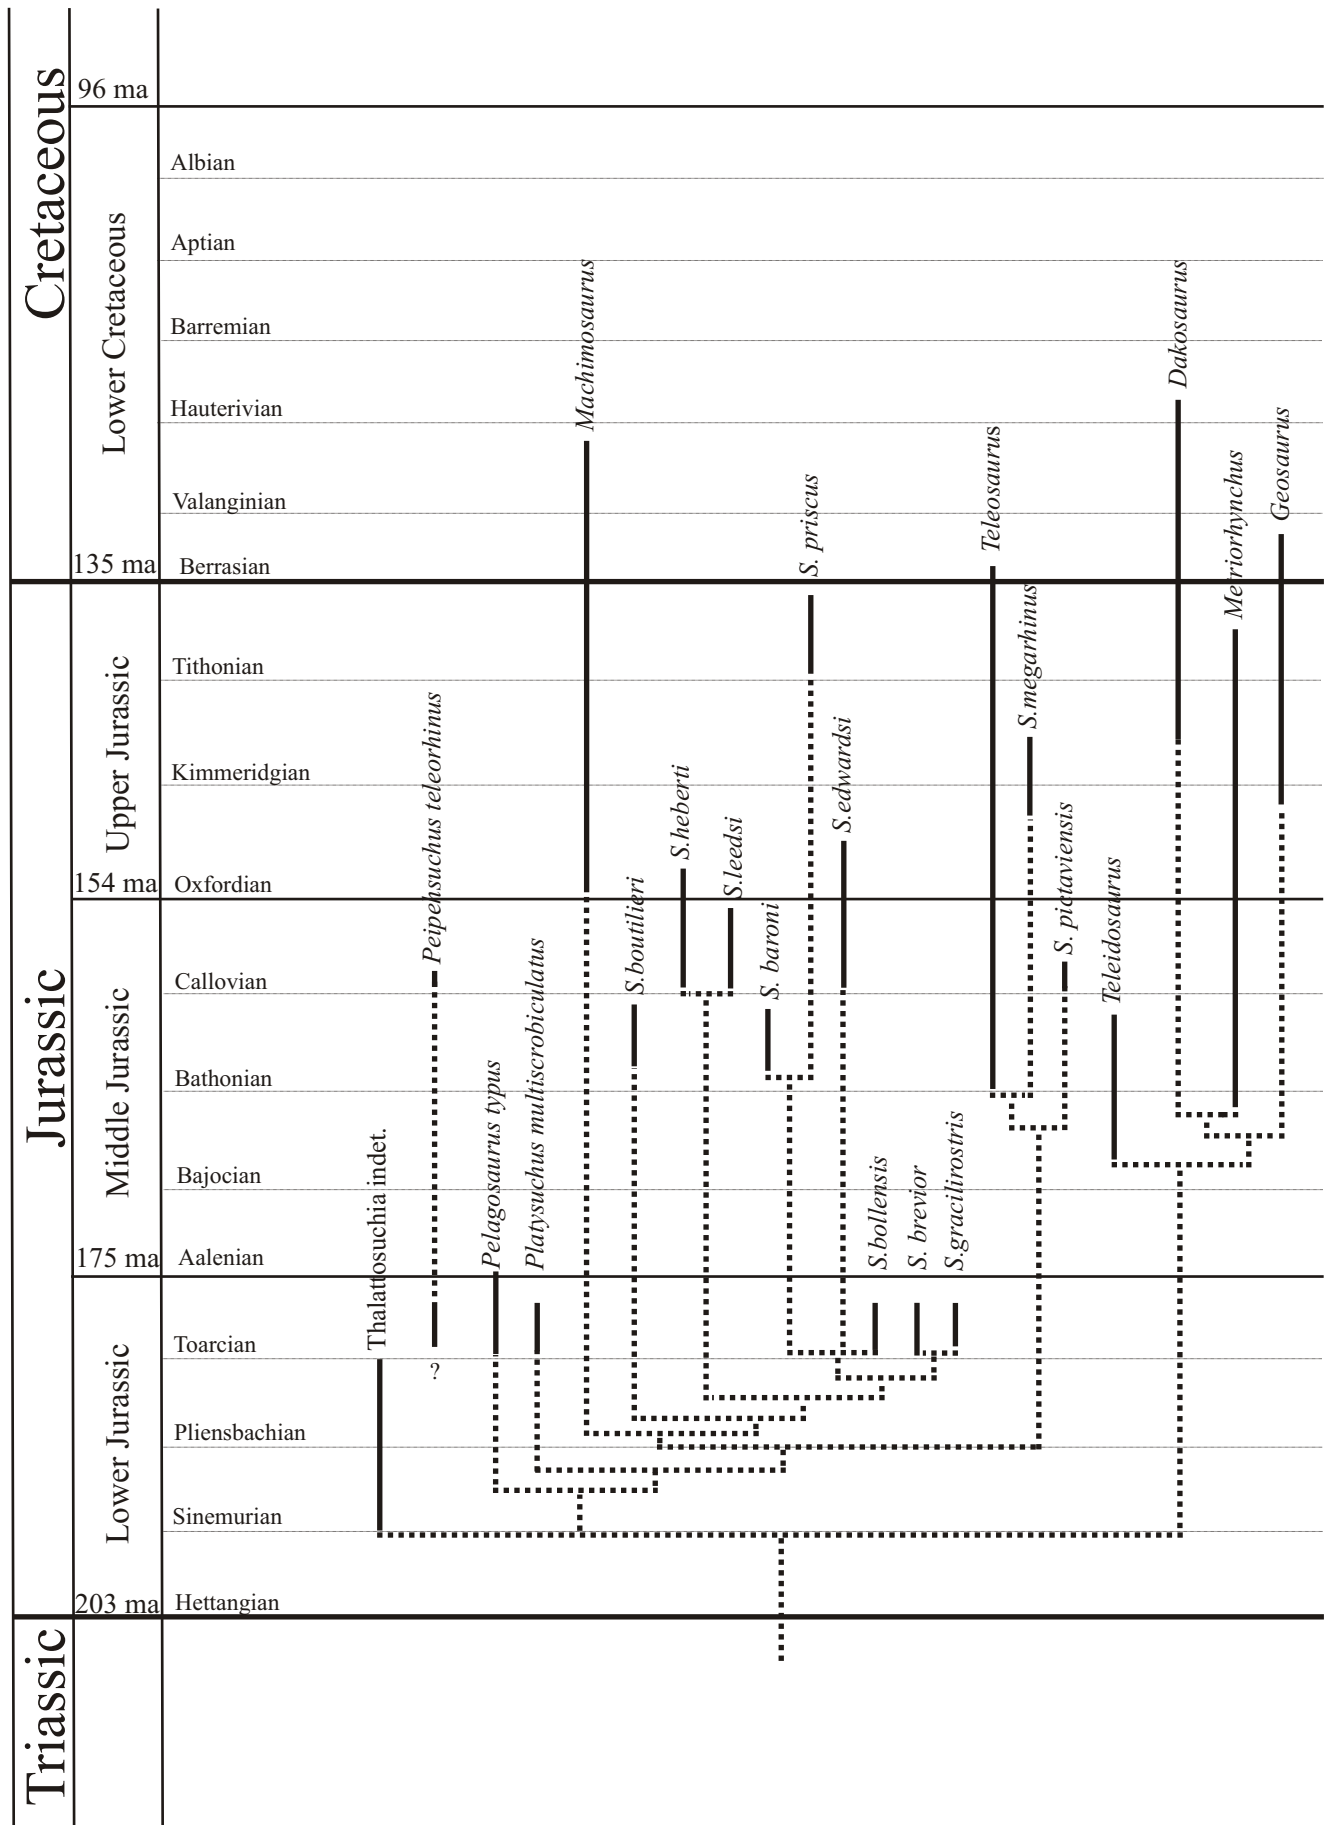 Cretaceous
Jurassic
Triassic
96 ma
135 ma
154 ma
175 ma
203 ma
Lower Cretaceous
Upper Jurassic
Middle Jurassic
Lower Jurassic
Albian
Aptian
Barremian
Hauterivian
Valanginian
Berrasian
Tithonian
Kimmeridgian
Oxfordian
Callovian
Bathonian
Bajocian
Aalenian
Toarcian
Pliensbachian
Sinemurian
Hettangian
Thalattosuchia indet.
Peipehsuchus teleorhinus
?
Pelagosaurus typus
Platysuchus multiscrobiculatus
Machimosaurus
S.boutilieri
S.heberti
S.leedsi
S. baroni
S. priscus
S.edwardsi
S.bollensis
S. brevior
S.gracilirostris
Teleosaurus
S.megarhinus
S. pictaviensis
Teleidosaurus
Dakosaurus
Metriorhynchus
Geosaurus